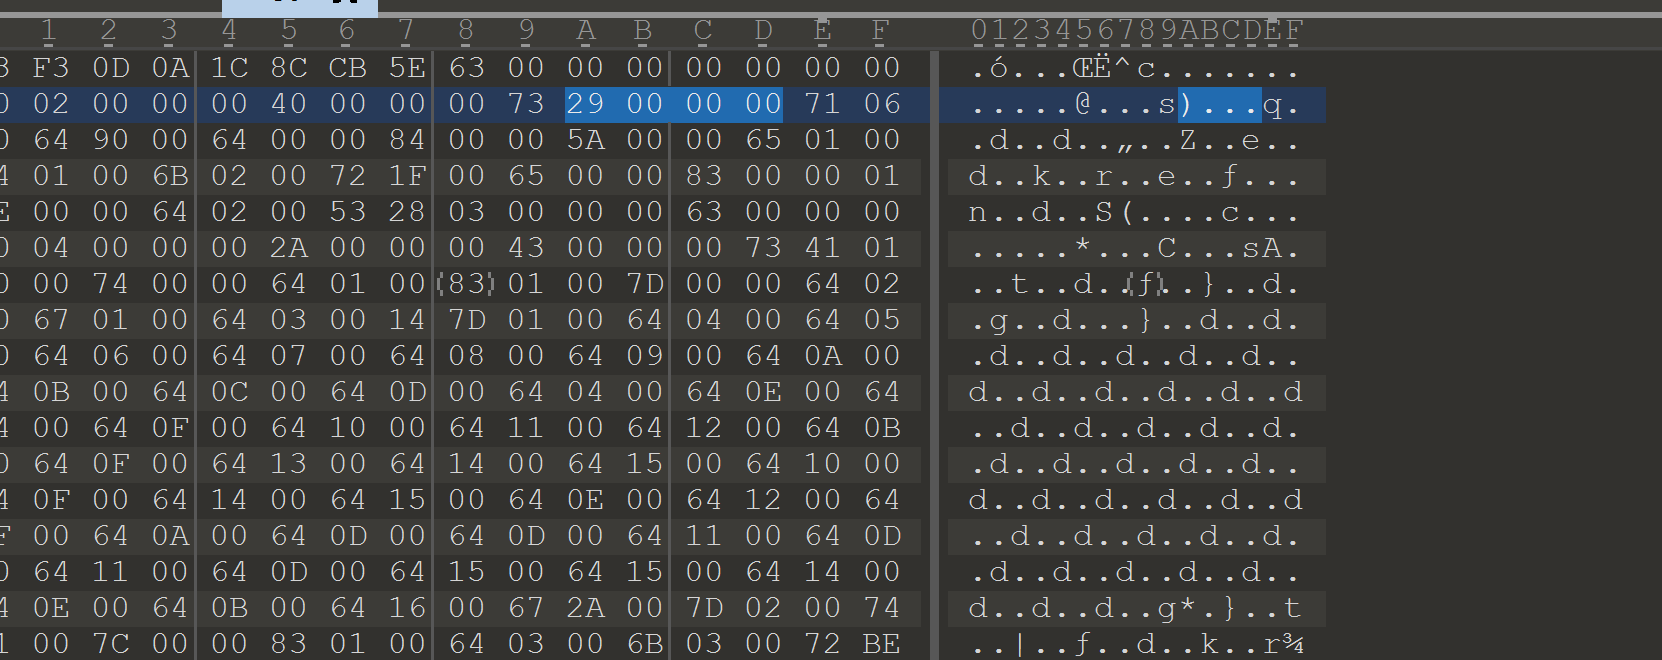 1 2 3 4 5 6 7 8 9 A B C D E F 0123456789ABCDEF
F3 0D 0A 1C 8C CB 5E 63 00 00 00 00 00 00 00 .ó...ŒË^c.......
02 00 00 00 40 00 00 00 73 29 00 00 00 71 06 .....@...s)...q.
64 90 00 64 00 00 84 00 00 5A 00 00 65 01 00 .d..d..„..Z..e..
01 00 6B 02 00 72 1F 00 65 00 00 83 00 00 01 d..k..r..e..ƒ...
00 00 64 02 00 53 28 03 00 00 00 63 00 00 00 n..d..S(....c...
04 00 00 00 2A 00 00 00 43 00 00 00 73 41 01 .....*...C...sA.
00 74 00 00 64 01 00 (83) 01 00 7D 00 00 64 02 ..t..d..(ƒ)..}..d.
67 01 00 64 03 00 14 7D 01 00 64 04 00 64 05 .g..d...}..d..d.
64 06 00 64 07 00 64 08 00 64 09 00 64 0A 00 .d..d..d..d..d..
0B 00 64 0C 00 64 0D 00 64 04 00 64 0E 00 64 d..d..d..d..d..d
00 64 0F 00 64 10 00 64 11 00 64 12 00 64 0B ..d..d..d..d..d.
64 0F 00 64 13 00 64 14 00 64 15 00 64 10 00 .d..d..d..d..d..
0F 00 64 14 00 64 15 00 64 0E 00 64 12 00 64 d..d..d..d..d..d
00 64 0A 00 64 0D 00 64 0D 00 64 11 00 64 0D ..d..d..d..d..d.
64 11 00 64 0D 00 64 15 00 64 15 00 64 14 00 .d..d..d..d..d..
0E 00 64 0B 00 64 16 00 67 2A 00 7D 02 00 74 d..d..d..g*.}..t
00 7C 00 00 83 01 00 64 03 00 6B 03 00 72 BE ..|..ƒ..d..k..r¾